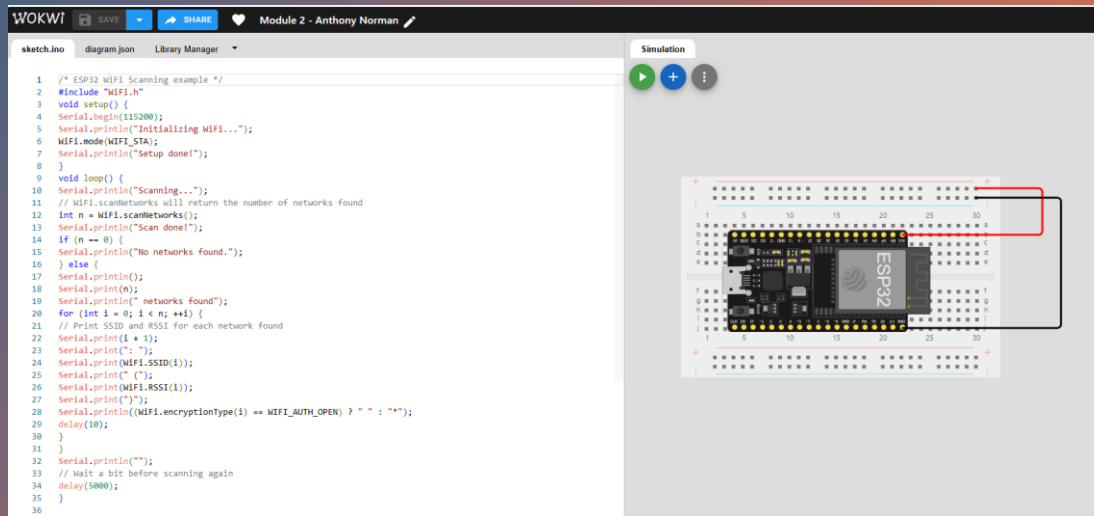 WOKWI SAVE SHARE Module 2 - Anthony Norman
sketch.ino diagram.json Library Manager
Simulation
1 /* ESP32 WiFi Scanning example */
2 #include "WiFi.h"
3 void setup() {
4 Serial.begin(115200);
5 Serial.println("Initializing WiFi...");
6 WiFi.mode(WIFI_STA);
7 Serial.println("Setup done!");
8 }
9 void loop() {
10 Serial.println("Scanning...");
11 // WiFi.scanNetworks will return the number of networks found
12 int n = WiFi.scanNetworks();
13 Serial.println("Scan done!");
14 if (n == 0) {
15 Serial.println("No networks found.");
16 } else {
17 Serial.println();
18 Serial.print(n);
19 Serial.println(" networks found");
20 for (int i = 0; i < n; ++i) {
21 // Print SSID and RSSI for each network found
22 Serial.print(i + 1);
23 Serial.print(": ");
24 Serial.print(WiFi.SSID(i));
25 Serial.print(" (");
26 Serial.print(WiFi.RSSI(i));
27 Serial.print(")");
28 Serial.println((WiFi.encryptionType(i) == WIFI_AUTH_OPEN) ? " " : "*");
29 delay(10);
30 }
31 }
32 Serial.println("");
33 // Wait a bit before scanning again
34 delay(5000);
35 }
36
1 5 10 15 20 25 30
a
b
c
d
e
ESP32
f
g
h
i
j
1 5 10 15 20 25 30